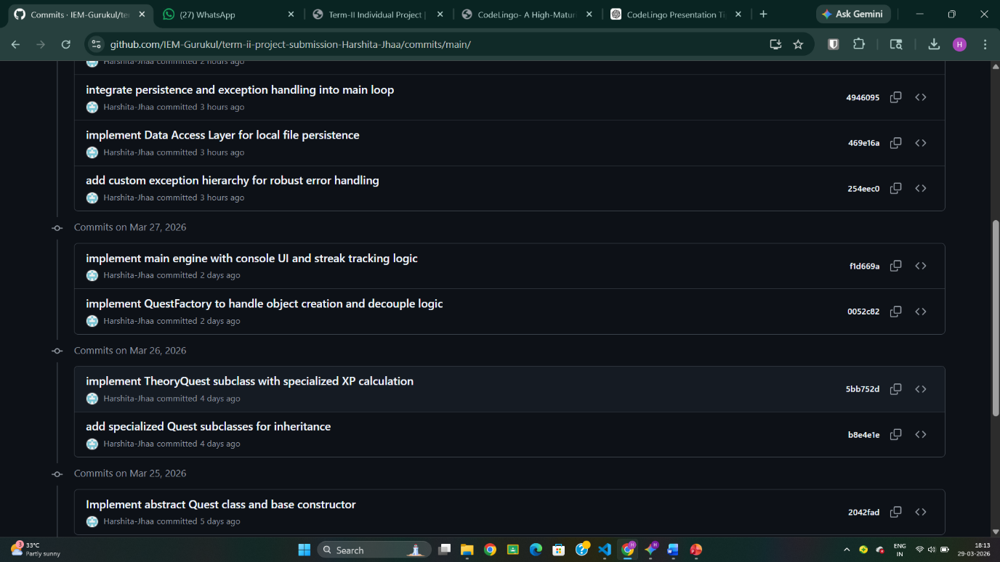 Commits · IEM-Gurukul/te
(27) WhatsApp
Term-II Individual Project |
CodeLingo- A High-Matur
CodeLingo Presentation Ti
Ask Gemini
github.com/IEM-Gurukul/term-ii-project-submission-Harshita-Jhaa/commits/main/
H
Harshita-Jhaa committed 2 hours ago
integrate persistence and exception handling into main loop
Harshita-Jhaa committed 3 hours ago
4946095
implement Data Access Layer for local file persistence
Harshita-Jhaa committed 3 hours ago
469e16a
add custom exception hierarchy for robust error handling
Harshita-Jhaa committed 3 hours ago
254eec0
Commits on Mar 27, 2026
implement main engine with console UI and streak tracking logic
Harshita-Jhaa committed 2 days ago
f1d669a
implement QuestFactory to handle object creation and decouple logic
Harshita-Jhaa committed 2 days ago
0052c82
Commits on Mar 26, 2026
implement TheoryQuest subclass with specialized XP calculation
Harshita-Jhaa committed 4 days ago
5bb752d
add specialized Quest subclasses for inheritance
Harshita-Jhaa committed 4 days ago
b8e4e1e
Commits on Mar 25, 2026
Implement abstract Quest class and base constructor
Harshita-Jhaa committed 5 days ago
2042fad
3
33°C
Partly sunny
Search
ENG
IN
18:13
29-03-2026